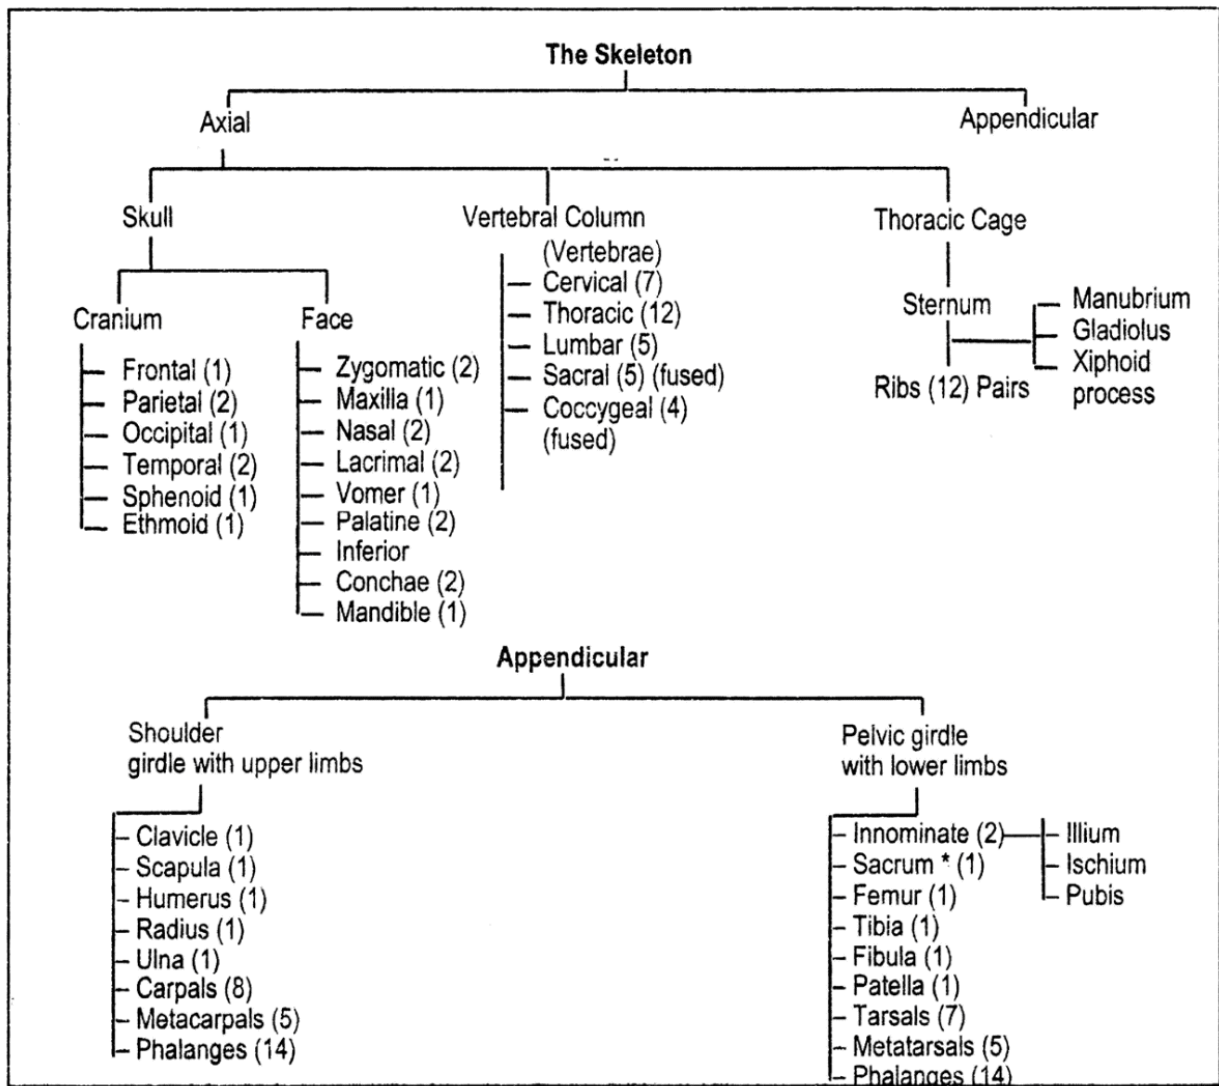 The Skeleton
Axial
Appendicular
Skull
Vertebral Column
(Vertebrae)
Cervical (7)
Thoracic (12)
Lumbar (5)
Sacral (5) (fused)
Coccygeal (4)
(fused)
Thoracic Cage
Cranium
Frontal (1)
Parietal (2)
Occipital (1)
Temporal (2)
Sphenoid (1)
Ethmoid (1)
Face
Zygomatic (2)
Maxilla (1)
Nasal (2)
Lacrimal (2)
Vomer (1)
Palatine (2)
Inferior
Conchae (2)
Mandible (1)
Sternum
Manubrium
Gladiolus
Xiphoid
process
Ribs (12) Pairs
Appendicular
Shoulder
girdle with upper limbs
Clavicle (1)
Scapula (1)
Humerus (1)
Radius (1)
Ulna (1)
Carpals (8)
Metacarpals (5)
Phalanges (14)
Pelvic girdle
with lower limbs
Innominate (2)
Sacrum * (1)
Femur (1)
Tibia (1)
Fibula (1)
Patella (1)
Tarsals (7)
Metatarsals (5)
Phalanges (14)
Illium
Ischium
Pubis